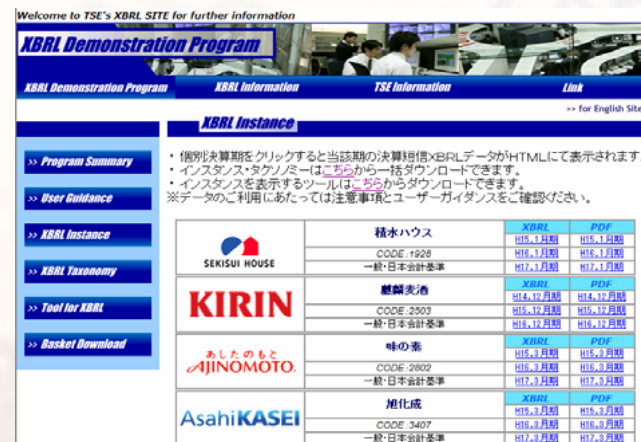 Welcome to TSE's XBRL SITE for further information
XBRL Demonstration Program
XBRL Demonstration Program XBRL Information TSE Information Link
>> for English Site
XBRL Instance
>> Program Summary
>> User Guidance
>> XBRL Instance
>> XBRL Taxonomy
>> Tool for XBRL
>> Basket Download
・個別決算期をクリックすると当該期の決算短信XBRLデータがHTMLにて表示されます
・インスタンス・タクソノミーはこちらから一括ダウンロードできます。
・インスタンスを表示するツールはこちらからダウンロードできます。
※データのご利用にあたっては注意事項とユーザーガイダンスをご確認ください。
SEKISUI HOUSE
積水ハウス
CODE:1928
一般・日本会計基準
XBRL PDF
H15.1月期 H15.1月期
H16.1月期 H16.1月期
H17.1月期 H17.1月期
KIRIN
麒麟麦酒
CODE:2503
一般・日本会計基準
XBRL PDF
H14.12月期 H14.12月期
H15.12月期 H15.12月期
H16.12月期 H16.12月期
あしたのもと
AJINOMOTO.
味の素
CODE:2802
一般・日本会計基準
XBRL PDF
H15.3月期 H15.3月期
H16.3月期 H16.3月期
H17.3月期 H17.3月期
AsahiKASEI
旭化成
CODE:3407
一般・日本会計基準
XBRL PDF
H15.3月期 H15.3月期
H16.3月期 H16.3月期
H17.3月期 H17.3月期